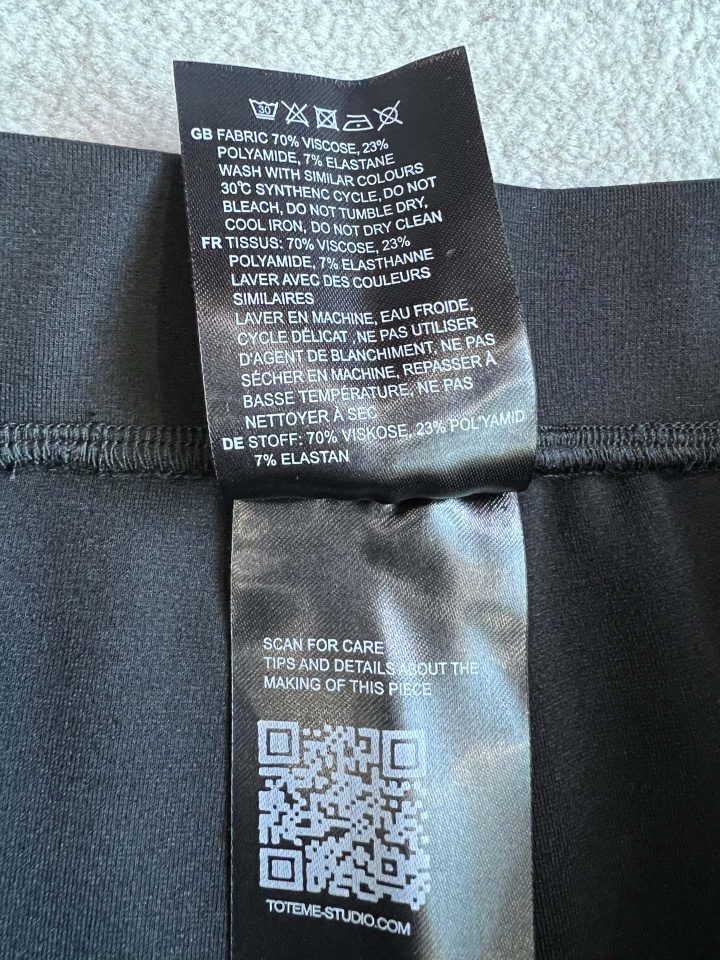 30
GB FABRIC 70% VISCOSE, 23%
POLYAMIDE, 7% ELASTANE
WASH WITH SIMILAR COLOURS
30℃ SYNTHENC CYCLE, DO NOT
BLEACH, DO NOT TUMBLE DRY,
COOL IRON, DO NOT DRY CLEAN
FR TISSUS: 70% VISCOSE, 23%
POLYAMIDE, 7% ELASTHANNE
LAVER AVEC DES COULEURS
SIMILAIRES
LAVER EN MACHINE, EAU FROIDE,
CYCLE DÉLICAT ,NE PAS UTILISER
D'AGENT DE BLANCHIMENT, NE PAS
SÉCHER EN MACHINE, REPASSER À
BASSE TEMPÉRATURE, NE PAS
NETTOYER À SEC
DE STOFF: 70% VISKOSE, 23% POL"YAMID
7% ELASTAN
SCAN FOR CARE
TIPS AND DETAILS ABOUT THE
MAKING OF THIS PIECE
TOTEME-STUDIO.COM